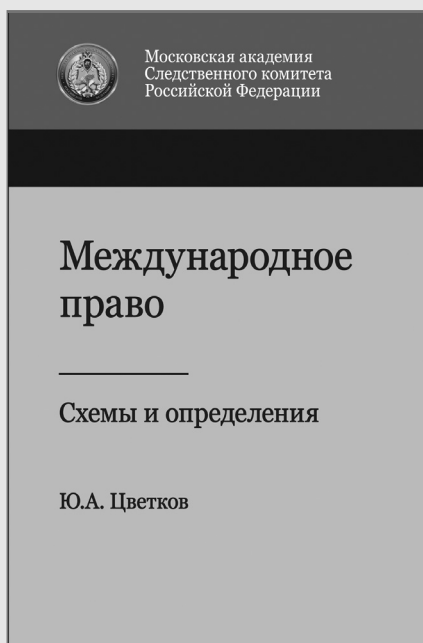 Московская академия
Следственного комитета
Российской Федерации
Международное
право
Схемы и определения
Ю.А. Цветков